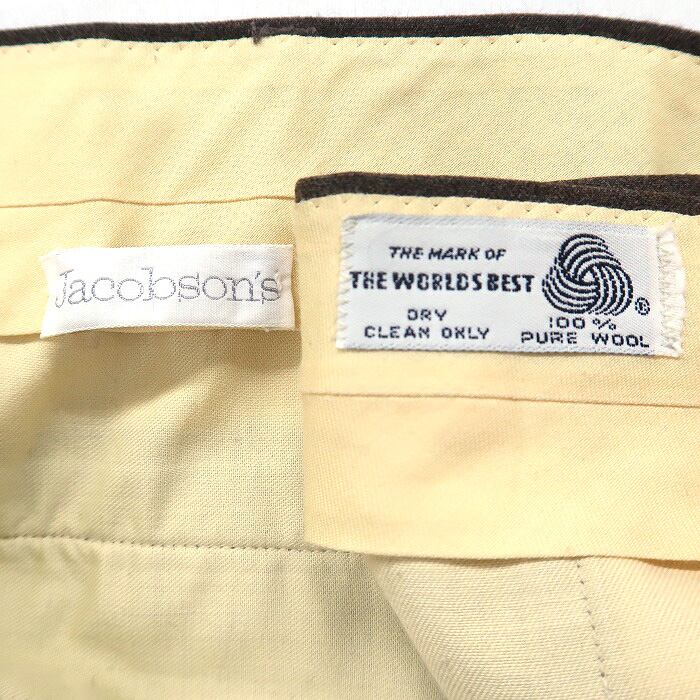 Jacobson's
THE MARK OF
THE WORLDS BEST
DRY
CLEAN ONLY
®
100%
PURE WOOL